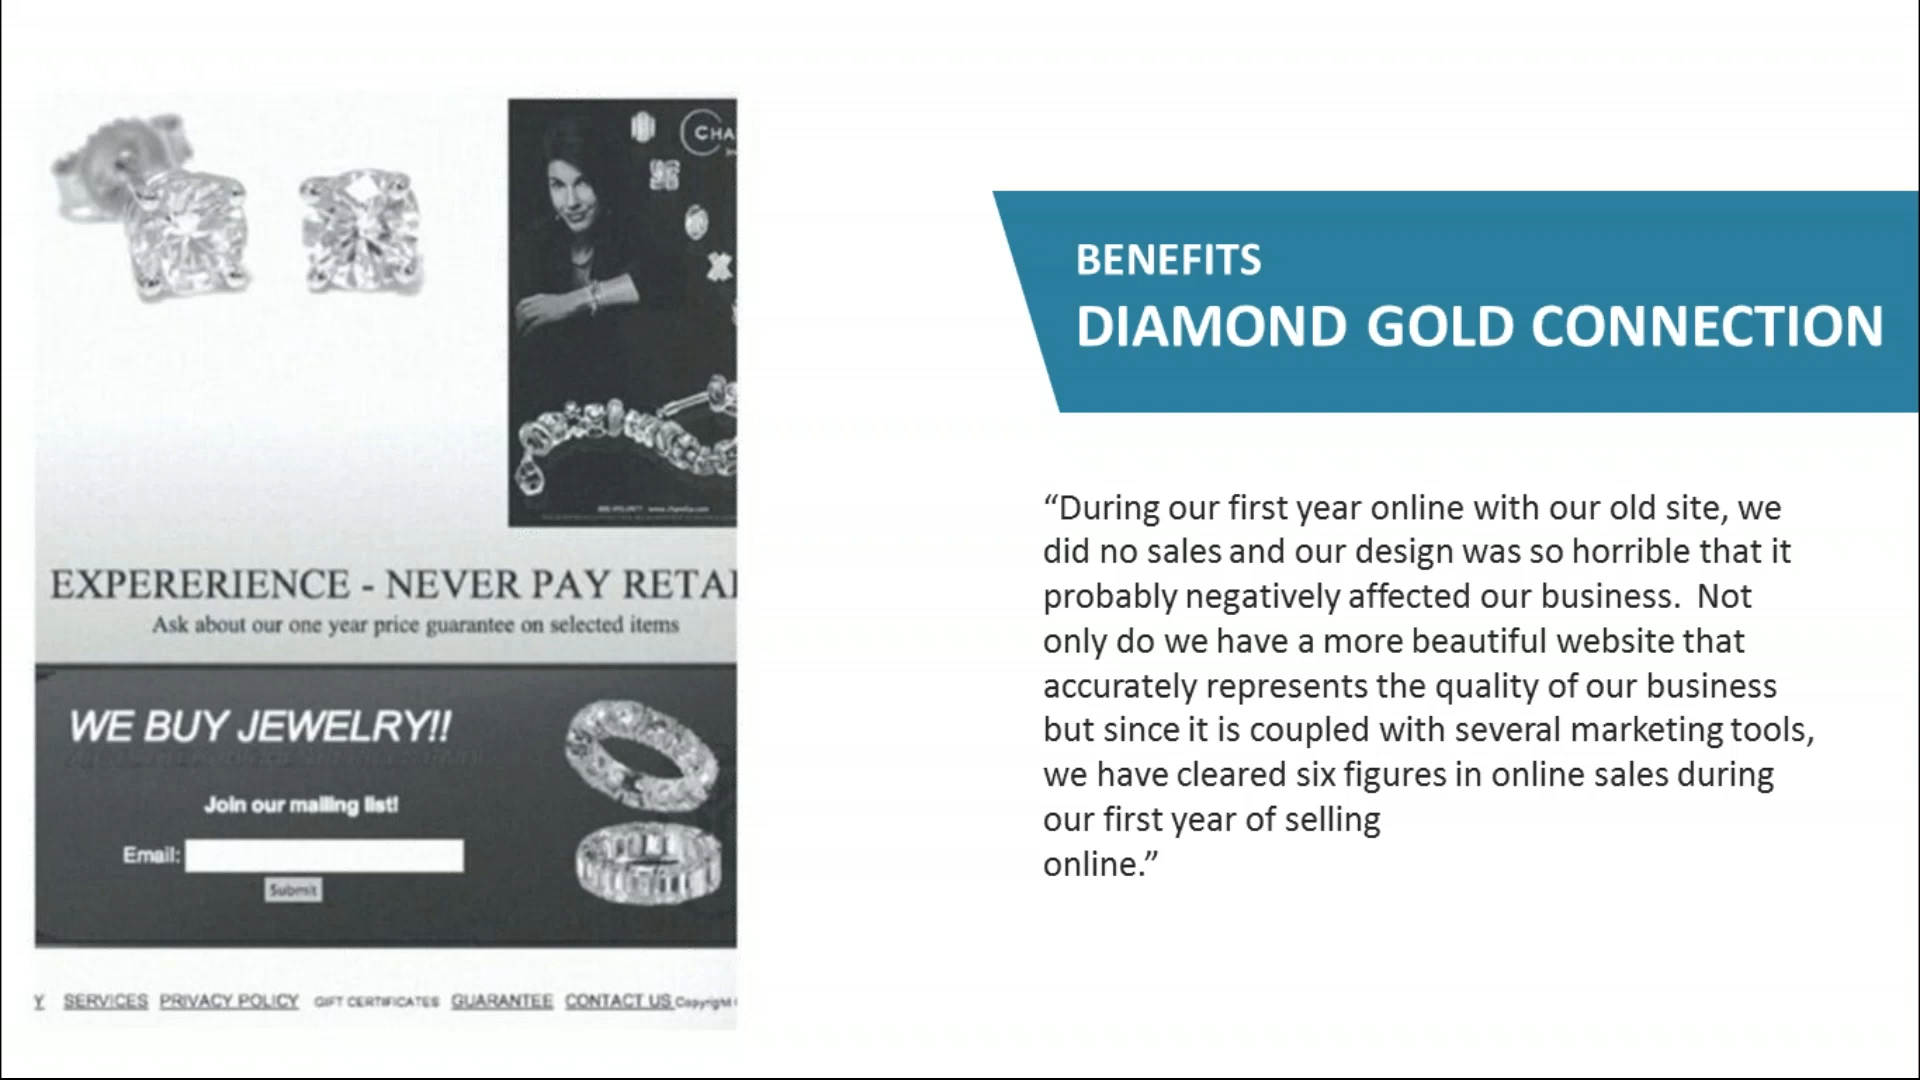 CHA
EXPERERIENCE - NEVER PAY RETAI
Ask about our one year price guarantee on selected items
WE BUY JEWELRY!!
Join our mailing list!
Email:
Submit
Y SERVICES PRIVACY POLICY GIFT CERTIFICATES GUARANTEE CONTACT US Copyright
BENEFITS
DIAMOND GOLD CONNECTION
“During our first year online with our old site, we
did no sales and our design was so horrible that it
probably negatively affected our business.  Not
only do we have a more beautiful website that
accurately represents the quality of our business
but since it is coupled with several marketing tools,
we have cleared six figures in online sales during
our first year of selling
online.”